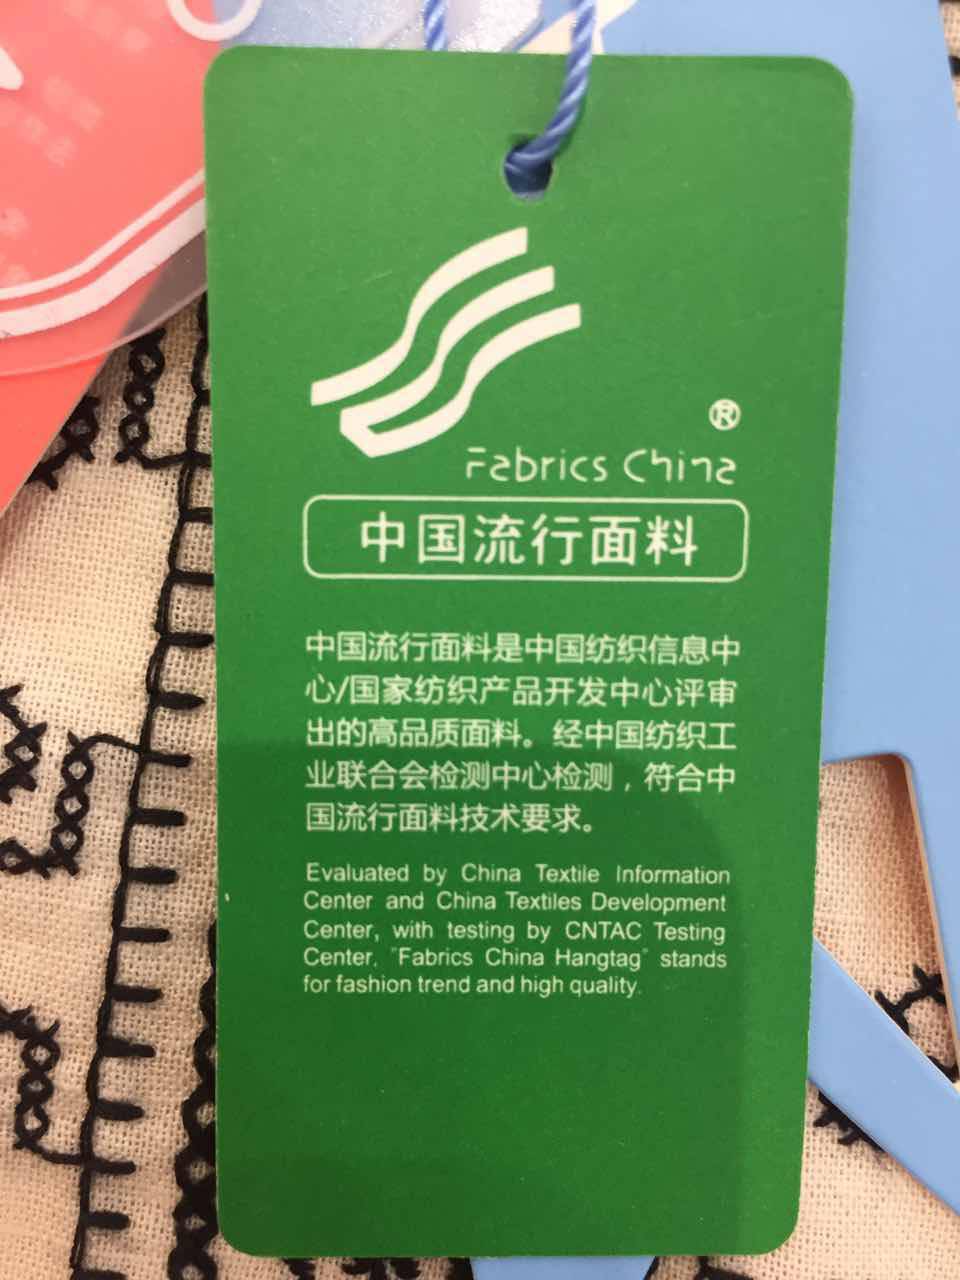 ®
Fabrics China
中国流行面料
中国流行面料是中国纺织信息中
心/国家纺织产品开发中心评审
出的高品质面料。经中国纺织工
业联合会检测中心检测，符合中
国流行面料技术要求。
Evaluated by China Textile Information
Center and China Textiles Development
Center, with testing by CNTAC Testing
Center, "Fabrics China Hangtag" stands
for fashion trend and high quality.